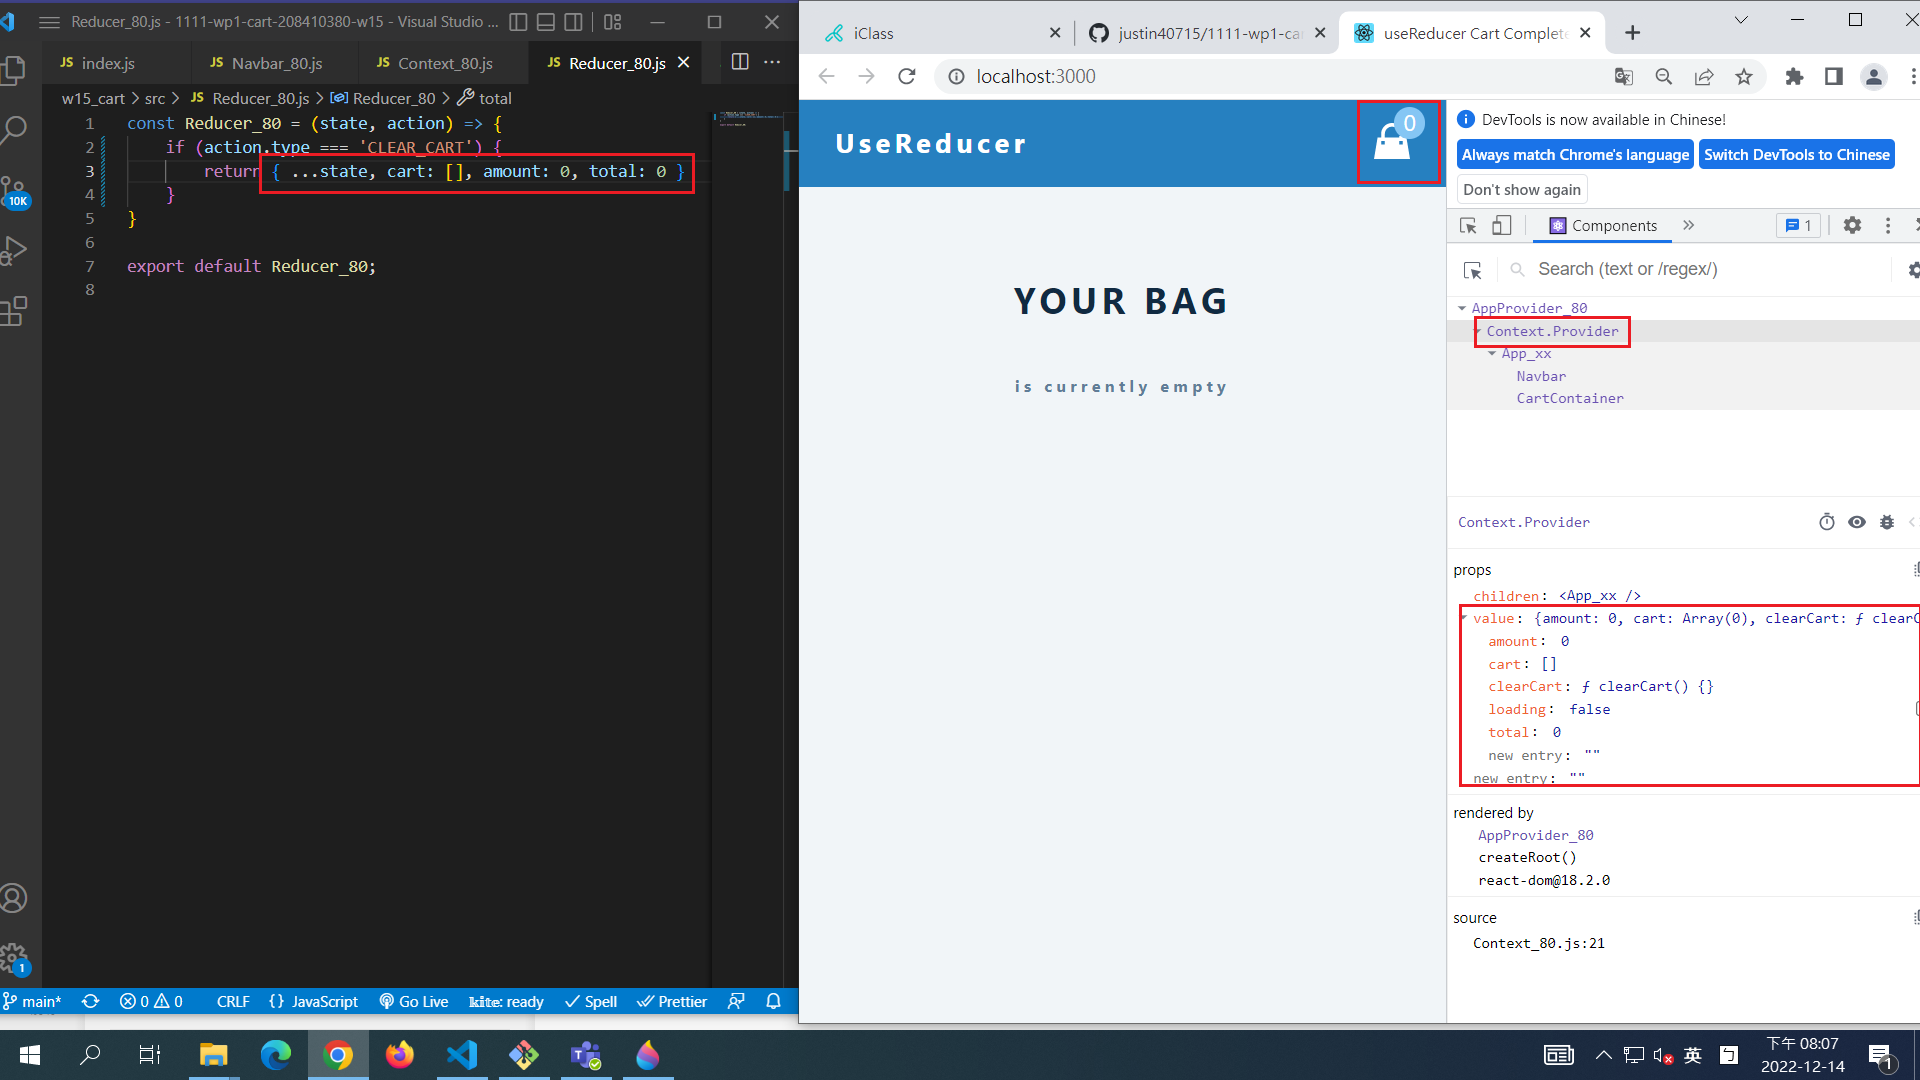 Reducer_80.js - 1111-wp1-cart-208410380-w15 - Visual Studio ...
JS index.js
JS Navbar_80.js
JS Context_80.js
JS Reducer_80.js
w15_cart > src > JS Reducer_80.js > Reducer_80 > total
1 const Reducer_80 = (state, action) => {
2 if (action.type === 'CLEAR_CART') {
3 return { ...state, cart: [], amount: 0, total: 0 }
4 }
5 }
6
7 export default Reducer_80;
8
10K
1
main*
0 0
CRLF
{} JavaScript
Go Live
kite: ready
Spell
Prettier
iClass
justin40715/1111-wp1-ca
useReducer Cart Complete
localhost:3000
UseReducer
0
YOUR BAG
is currently empty
DevTools is now available in Chinese!
Always match Chrome's language
Switch DevTools to Chinese
Don't show again
Components
1
Search (text or /regex/)
AppProvider_80
Context.Provider
App_xx
Navbar
CartContainer
Context.Provider
props
children: <App_xx />
value: {amount: 0, cart: Array(0), clearCart: ƒ clearC
amount: 0
cart: []
clearCart: ƒ clearCart() {}
loading: false
total: 0
new entry: ""
new entry: ""
rendered by
AppProvider_80
createRoot()
react-dom@18.2.0
source
Context_80.js:21
英
下午 08:07
2022-12-14
1